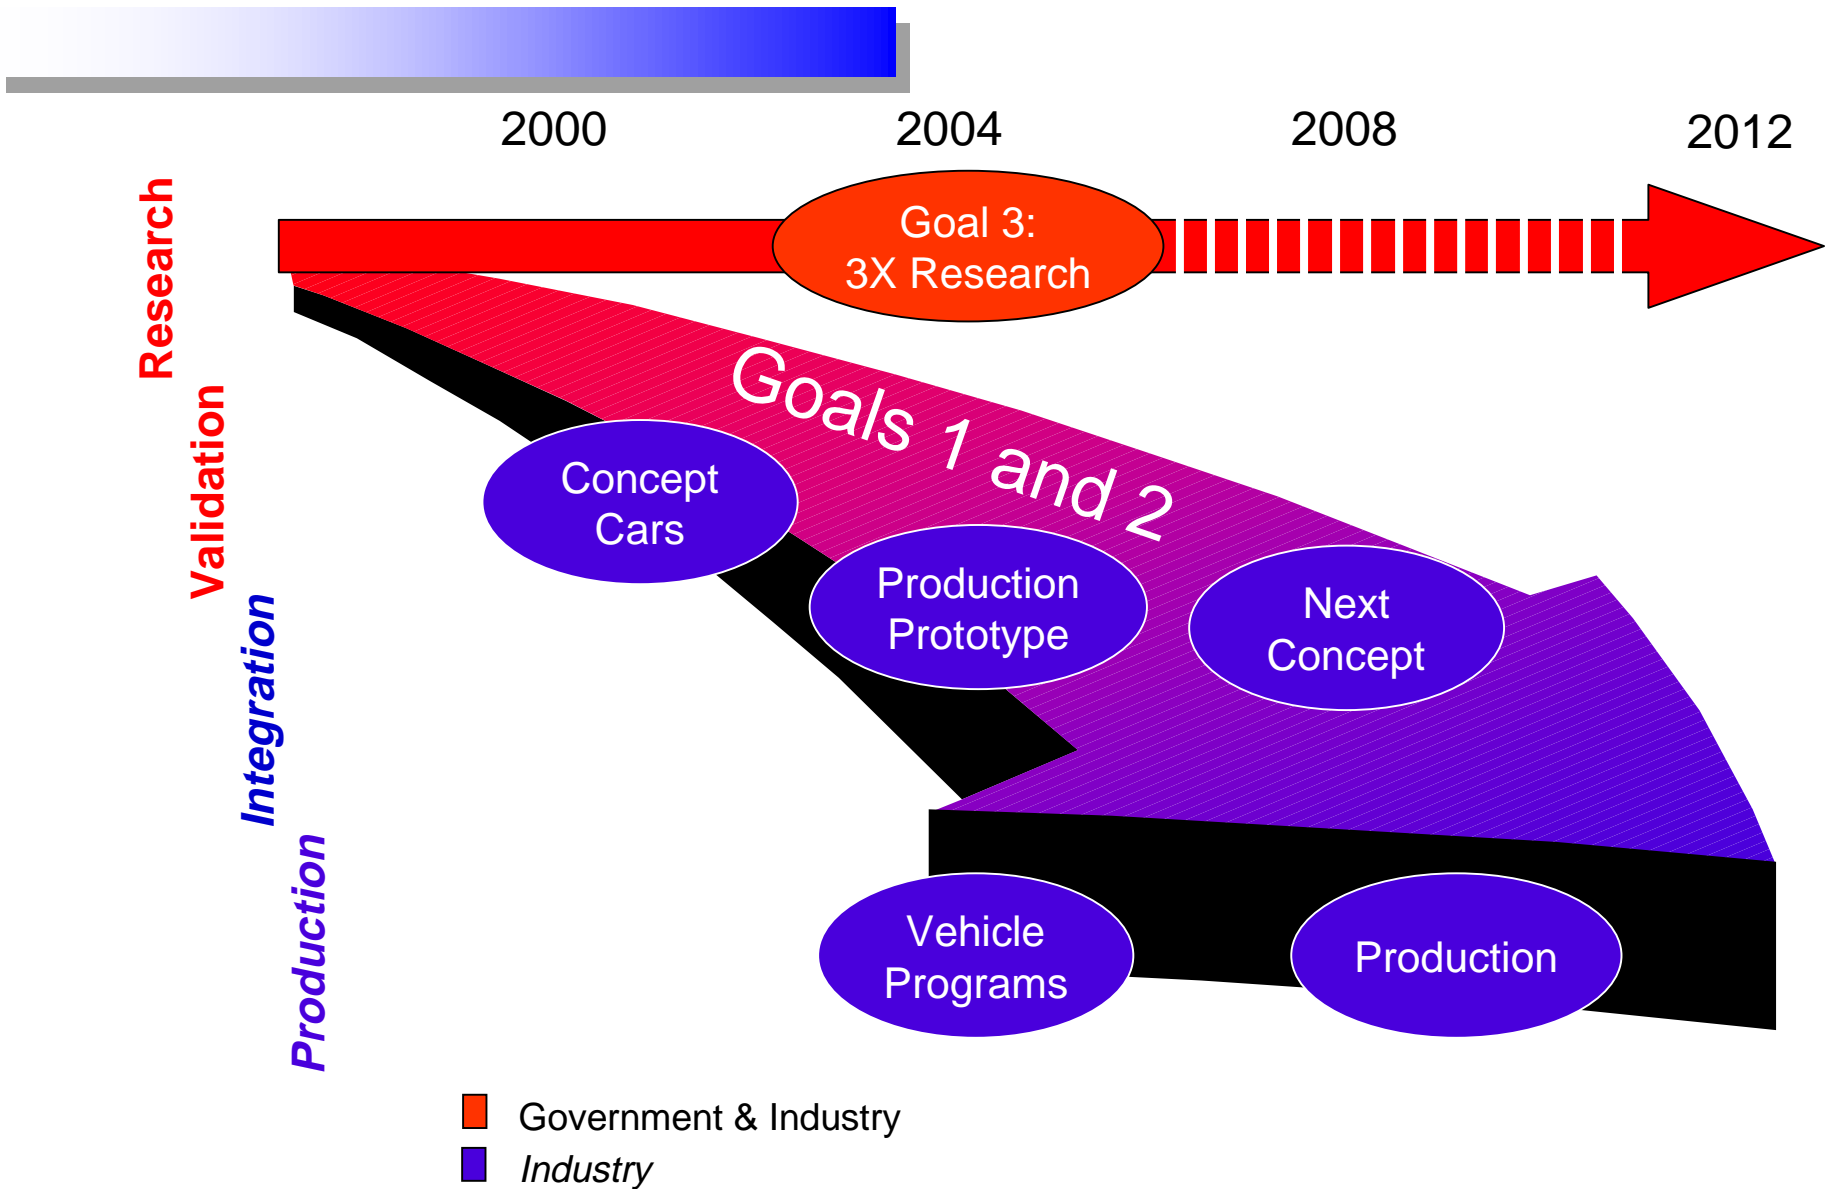 2000 2004 2008 2012
Research
Validation
Integration
Production
Goal 3:
3X Research
Goals 1 and 2
Concept
Cars
Production
Prototype
Next
Concept
Vehicle
Programs
Production
Government & Industry
Industry